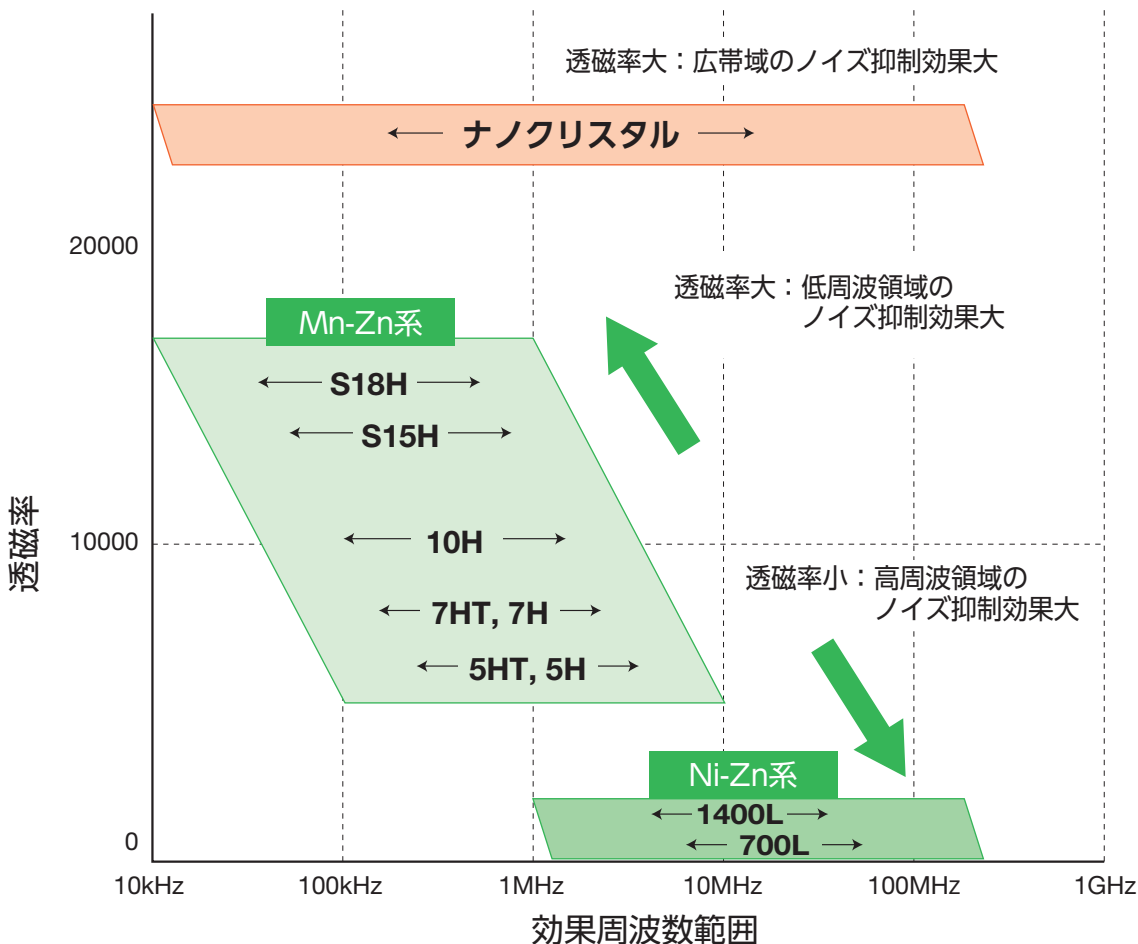 透磁率大：広帯域のノイズ抑制効果大
ナノクリスタル
20000
透磁率大：低周波領域の
ノイズ抑制効果大
Mn-Zn系
S18H
S15H
透磁率
10000
10H
透磁率小：高周波領域の
ノイズ抑制効果大
7HT, 7H
5HT, 5H
Ni-Zn系
1400L
700L
0
10kHz 100kHz 1MHz 10MHz 100MHz 1GHz
効果周波数範囲